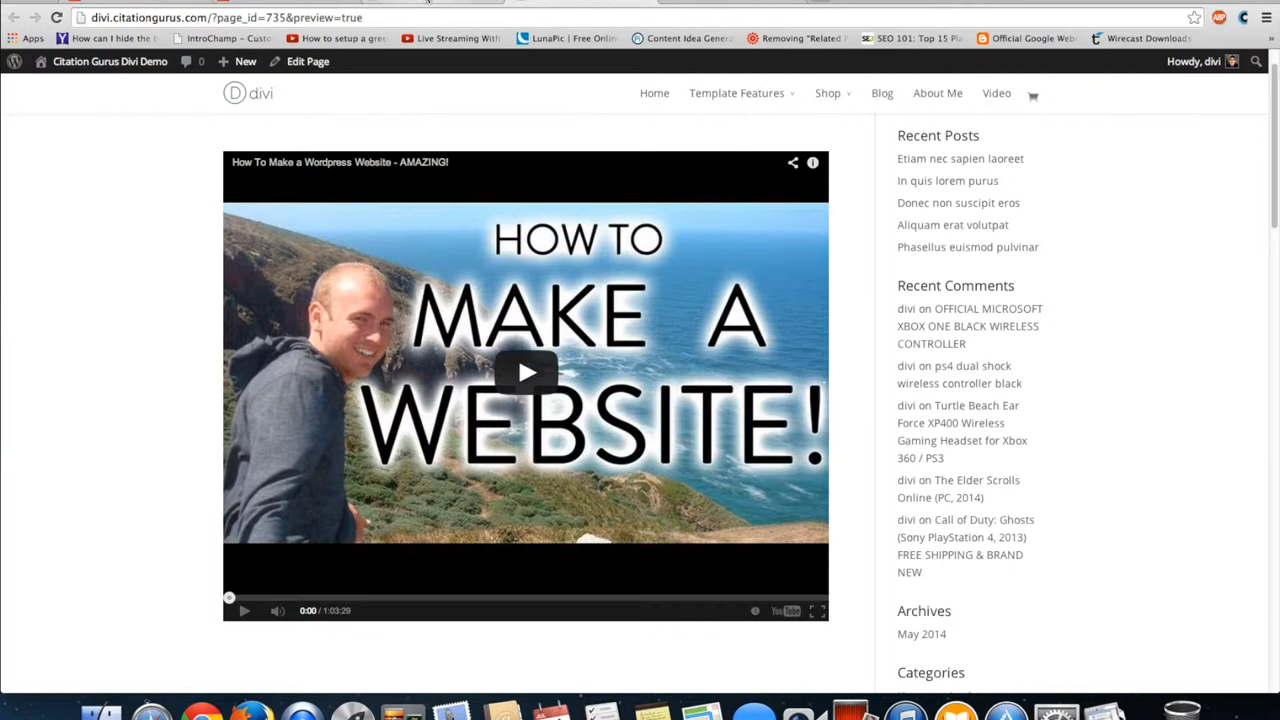 divi.citationgurus.com/?page_id=735&preview=true
ABP
Apps
How can I hide the
IntroChamp - Custo
How to setup a gree
Live Streaming With
LunaPic | Free Onlin
Content Idea Genera
Removing "Related
SEO 101: Top 15 Pla
Official Google Web
Wirecast Downloads
»
Citation Gurus Divi Demo
0
New
Edit Page
Howdy, divi
D divi
Home
Template Features
Shop
Blog
About Me
Video
How To Make a Wordpress Website - AMAZING!
HOW TO
MAKE A
WEBSITE!
0:00 / 1:03:29
YouTube
Recent Posts
Etiam nec sapien laoreet
In quis lorem purus
Donec non suscipit eros
Aliquam erat volutpat
Phasellus euismod pulvinar
Recent Comments
divi on OFFICIAL MICROSOFT
XBOX ONE BLACK WIRELESS
CONTROLLER
divi on ps4 dual shock
wireless controller black
divi on Turtle Beach Ear
Force XP400 Wireless
Gaming Headset for Xbox
360 / PS3
divi on The Elder Scrolls
Online (PC, 2014)
divi on Call of Duty: Ghosts
(Sony PlayStation 4, 2013)
FREE SHIPPING & BRAND
NEW
Archives
May 2014
Categories